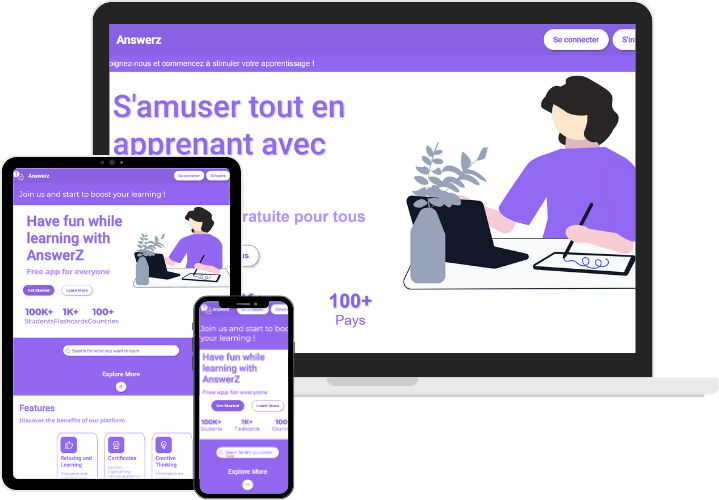 Answerz
Se connecter
S'in
oignez-nous et commencez à stimuler votre apprentissage !
S'amuser tout en
apprenant avec
ratuite pour tous
us
100+
Pays
Answerz
Se connecter
S'inscrire
Join us and start to boost your learning !
Have fun while
learning with
AnswerZ
Free app for everyone
Get Started
Learn More
100K+ 1K+ 100+
Students Flashcards Countries
Search for what you want to learn
Explore More
Features
Discover the benefits of our platform
Relaxing and
Learning
Certificates
Creative
Thinking
Answerz
Se connecter
Join us and start to boost
your learning !
Have fun while
learning with
AnswerZ
Free app for everyone
Get Started
Learn More
100K+ 1K+ 100+
Students Flashcards Coun
Search for what you want to
learn
Explore More